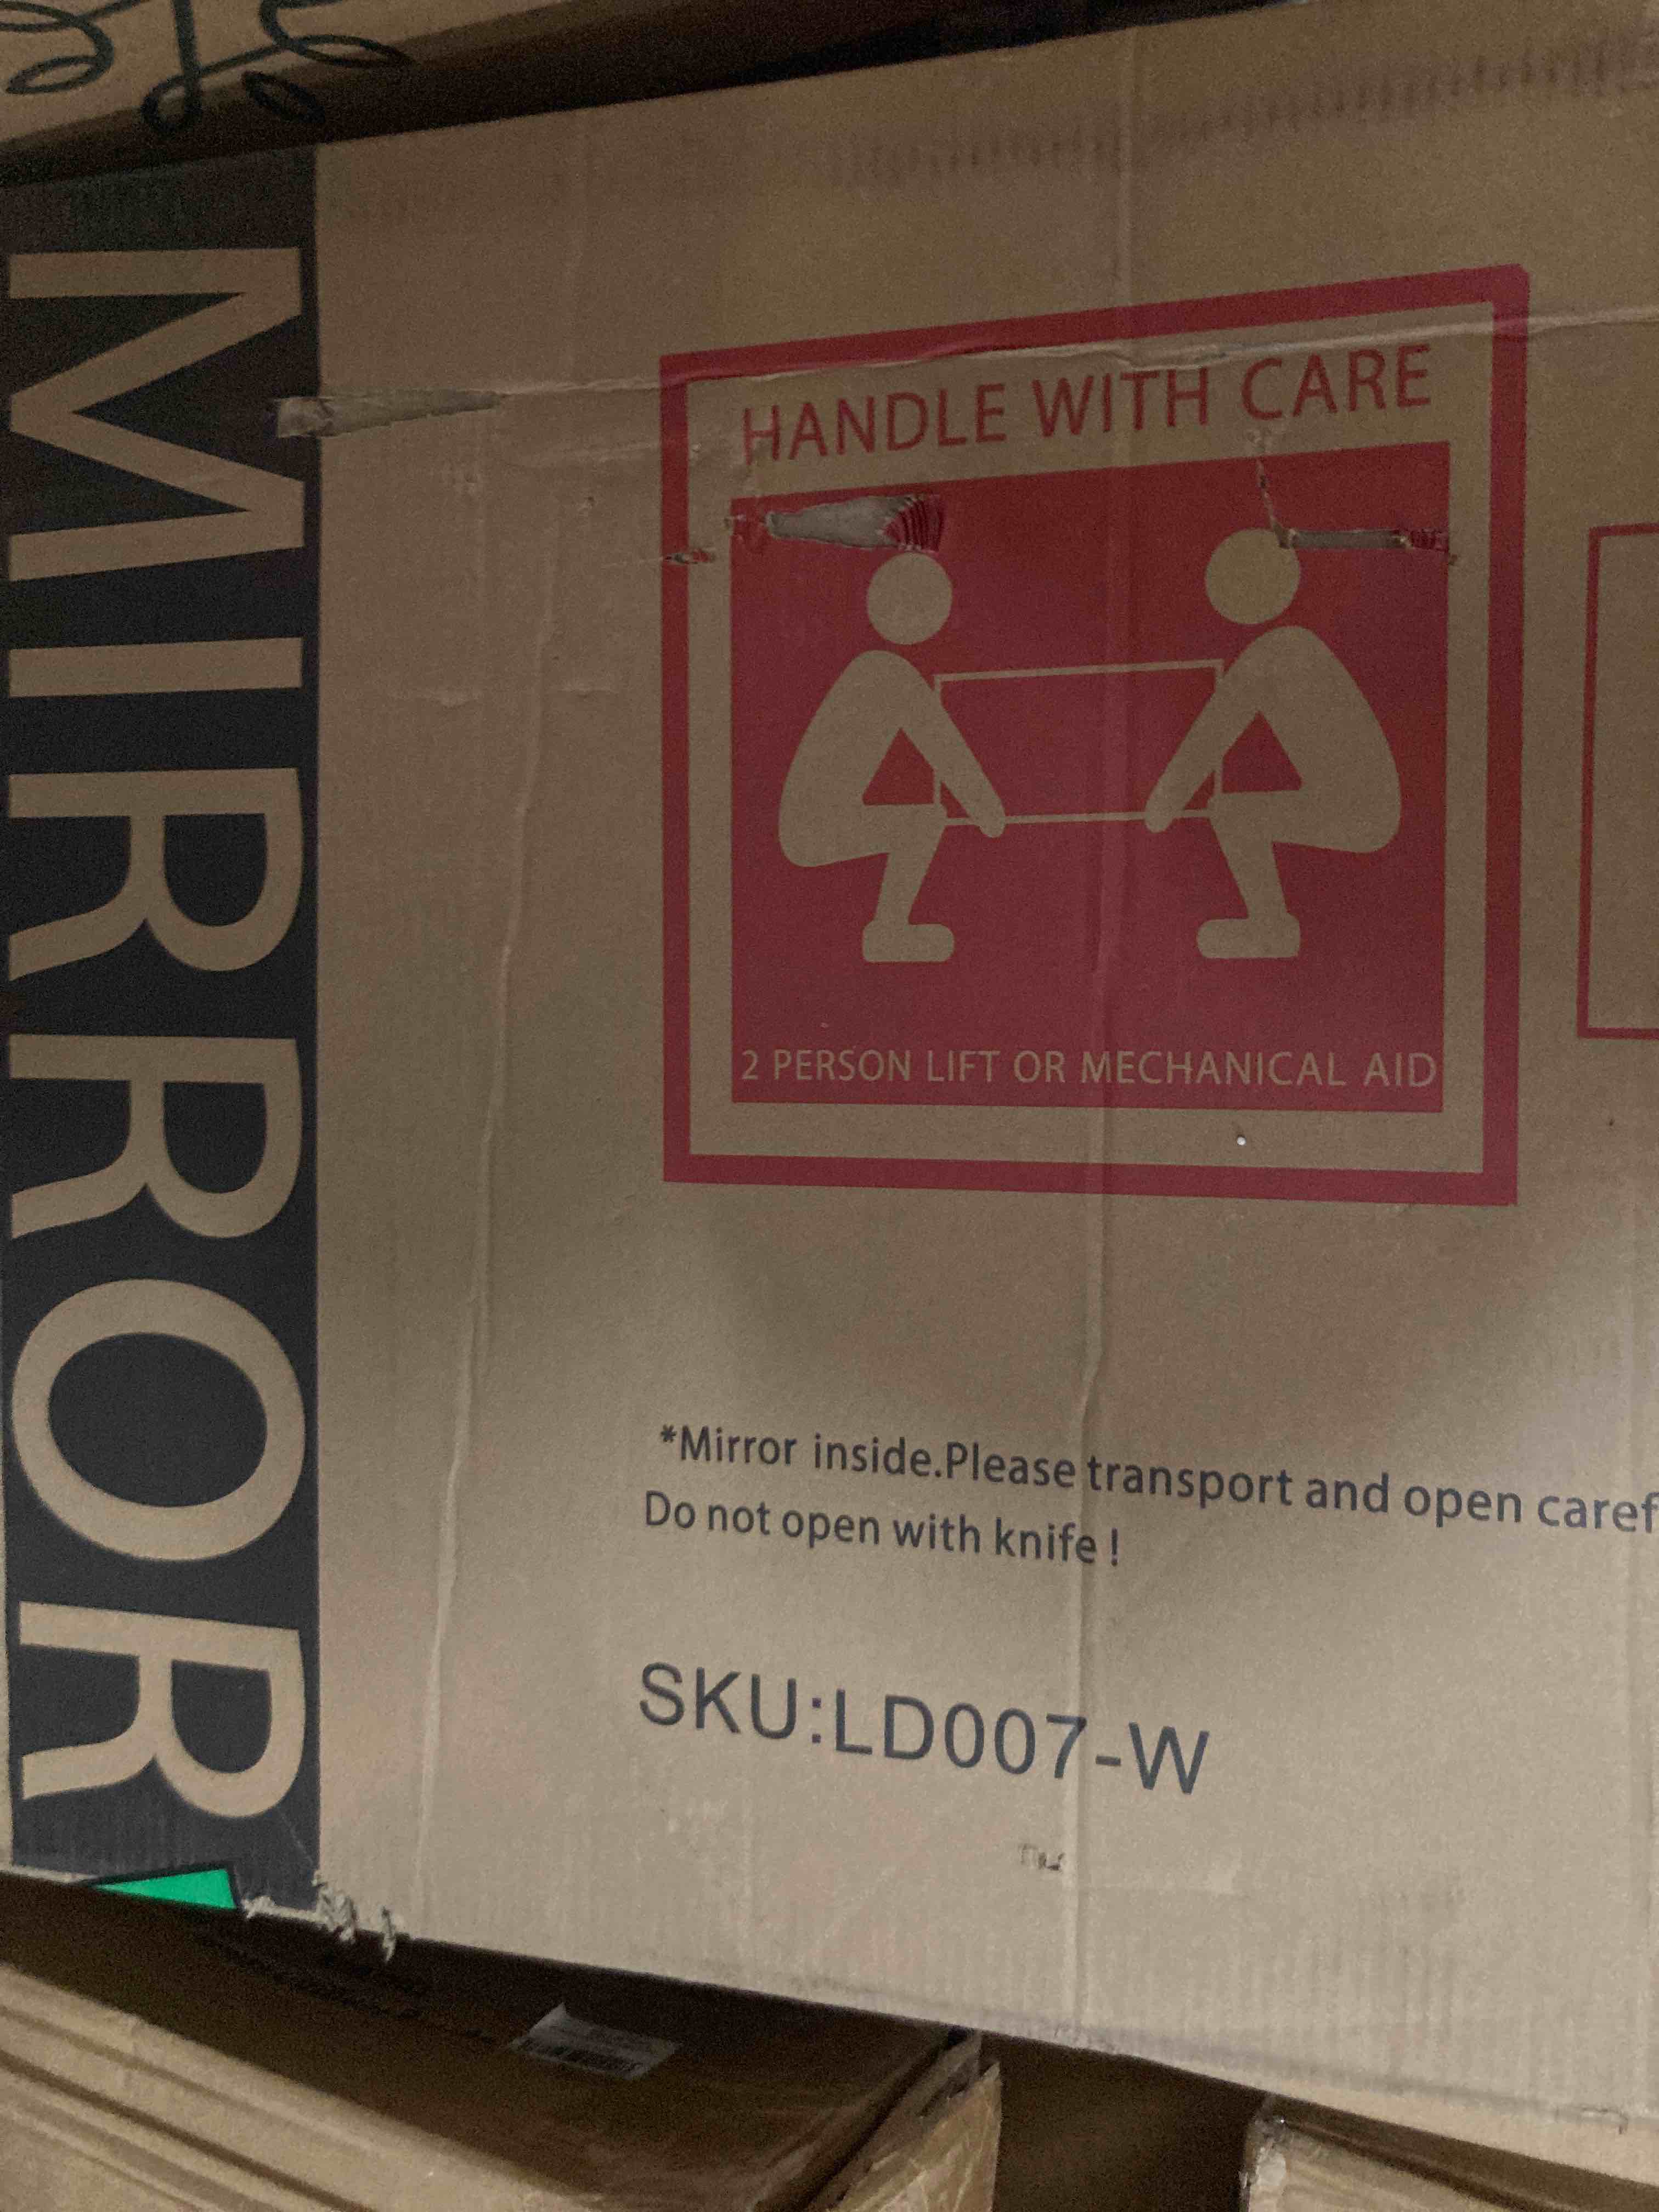 MIRROR
HANDLE WITH CARE
2 PERSON LIFT OR MECHANICAL AID
*Mirror inside.Please transport and open caref
Do not open with knife !
SKU:LD007-W